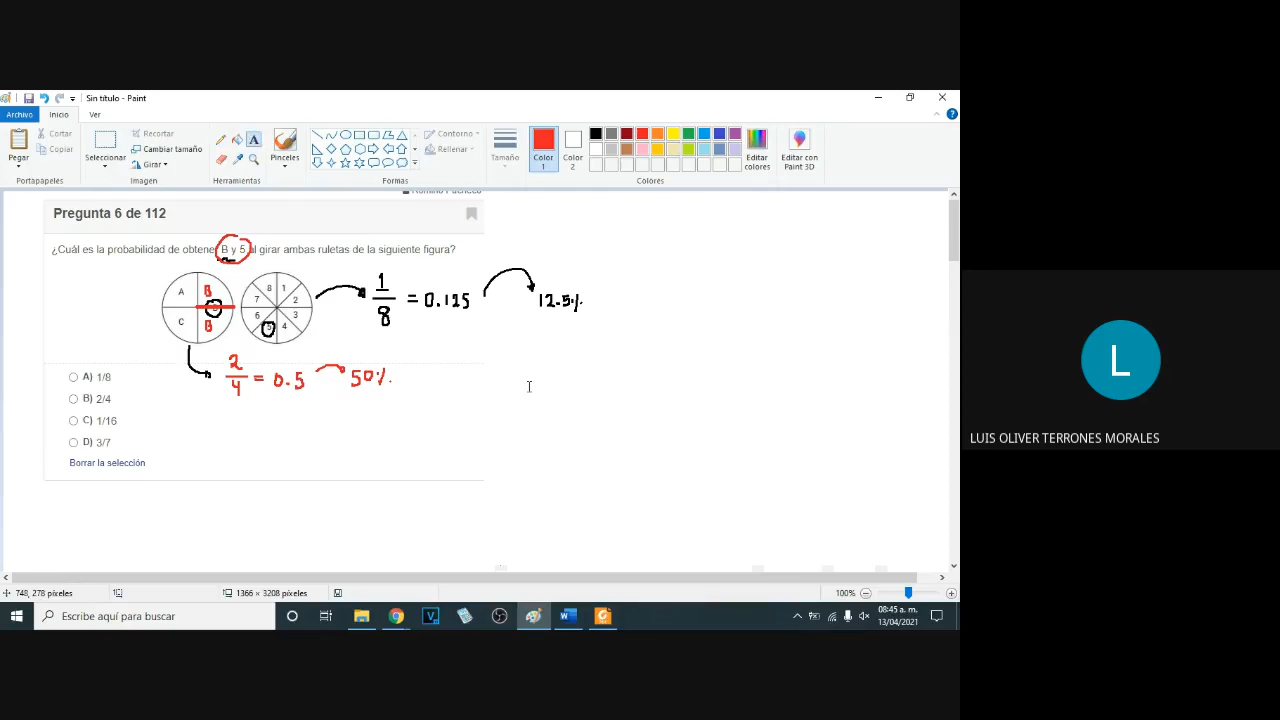 Sin título - Paint
Archivo Inicio Ver
Pegar
Cortar
Copiar
Portapapeles
Seleccionar
Recortar
Cambiar tamaño
Girar
Imagen
A
Herramientas
Pinceles
Contorno
Rellenar
Formas
Tamaño
Color 1
Color 2
Editar colores
Editar con Paint 3D
Colores
Pregunta 6 de 112
¿Cuál es la probabilidad de obtener B y 5 al girar ambas ruletas de la siguiente figura?
A B
C B
8 1
7 2
6 3
5 4
1/8 = 0.125 12.5%
2/4 = 0.5 50%
A) 1/8
B) 2/4
C) 1/16
D) 3/7
Borrar la selección
L
LUIS OLIVER TERRONES MORALES
748, 278 píxeles 1366 × 3208 píxeles 100%
Escribe aquí para buscar
08:45 a. m.
13/04/2021